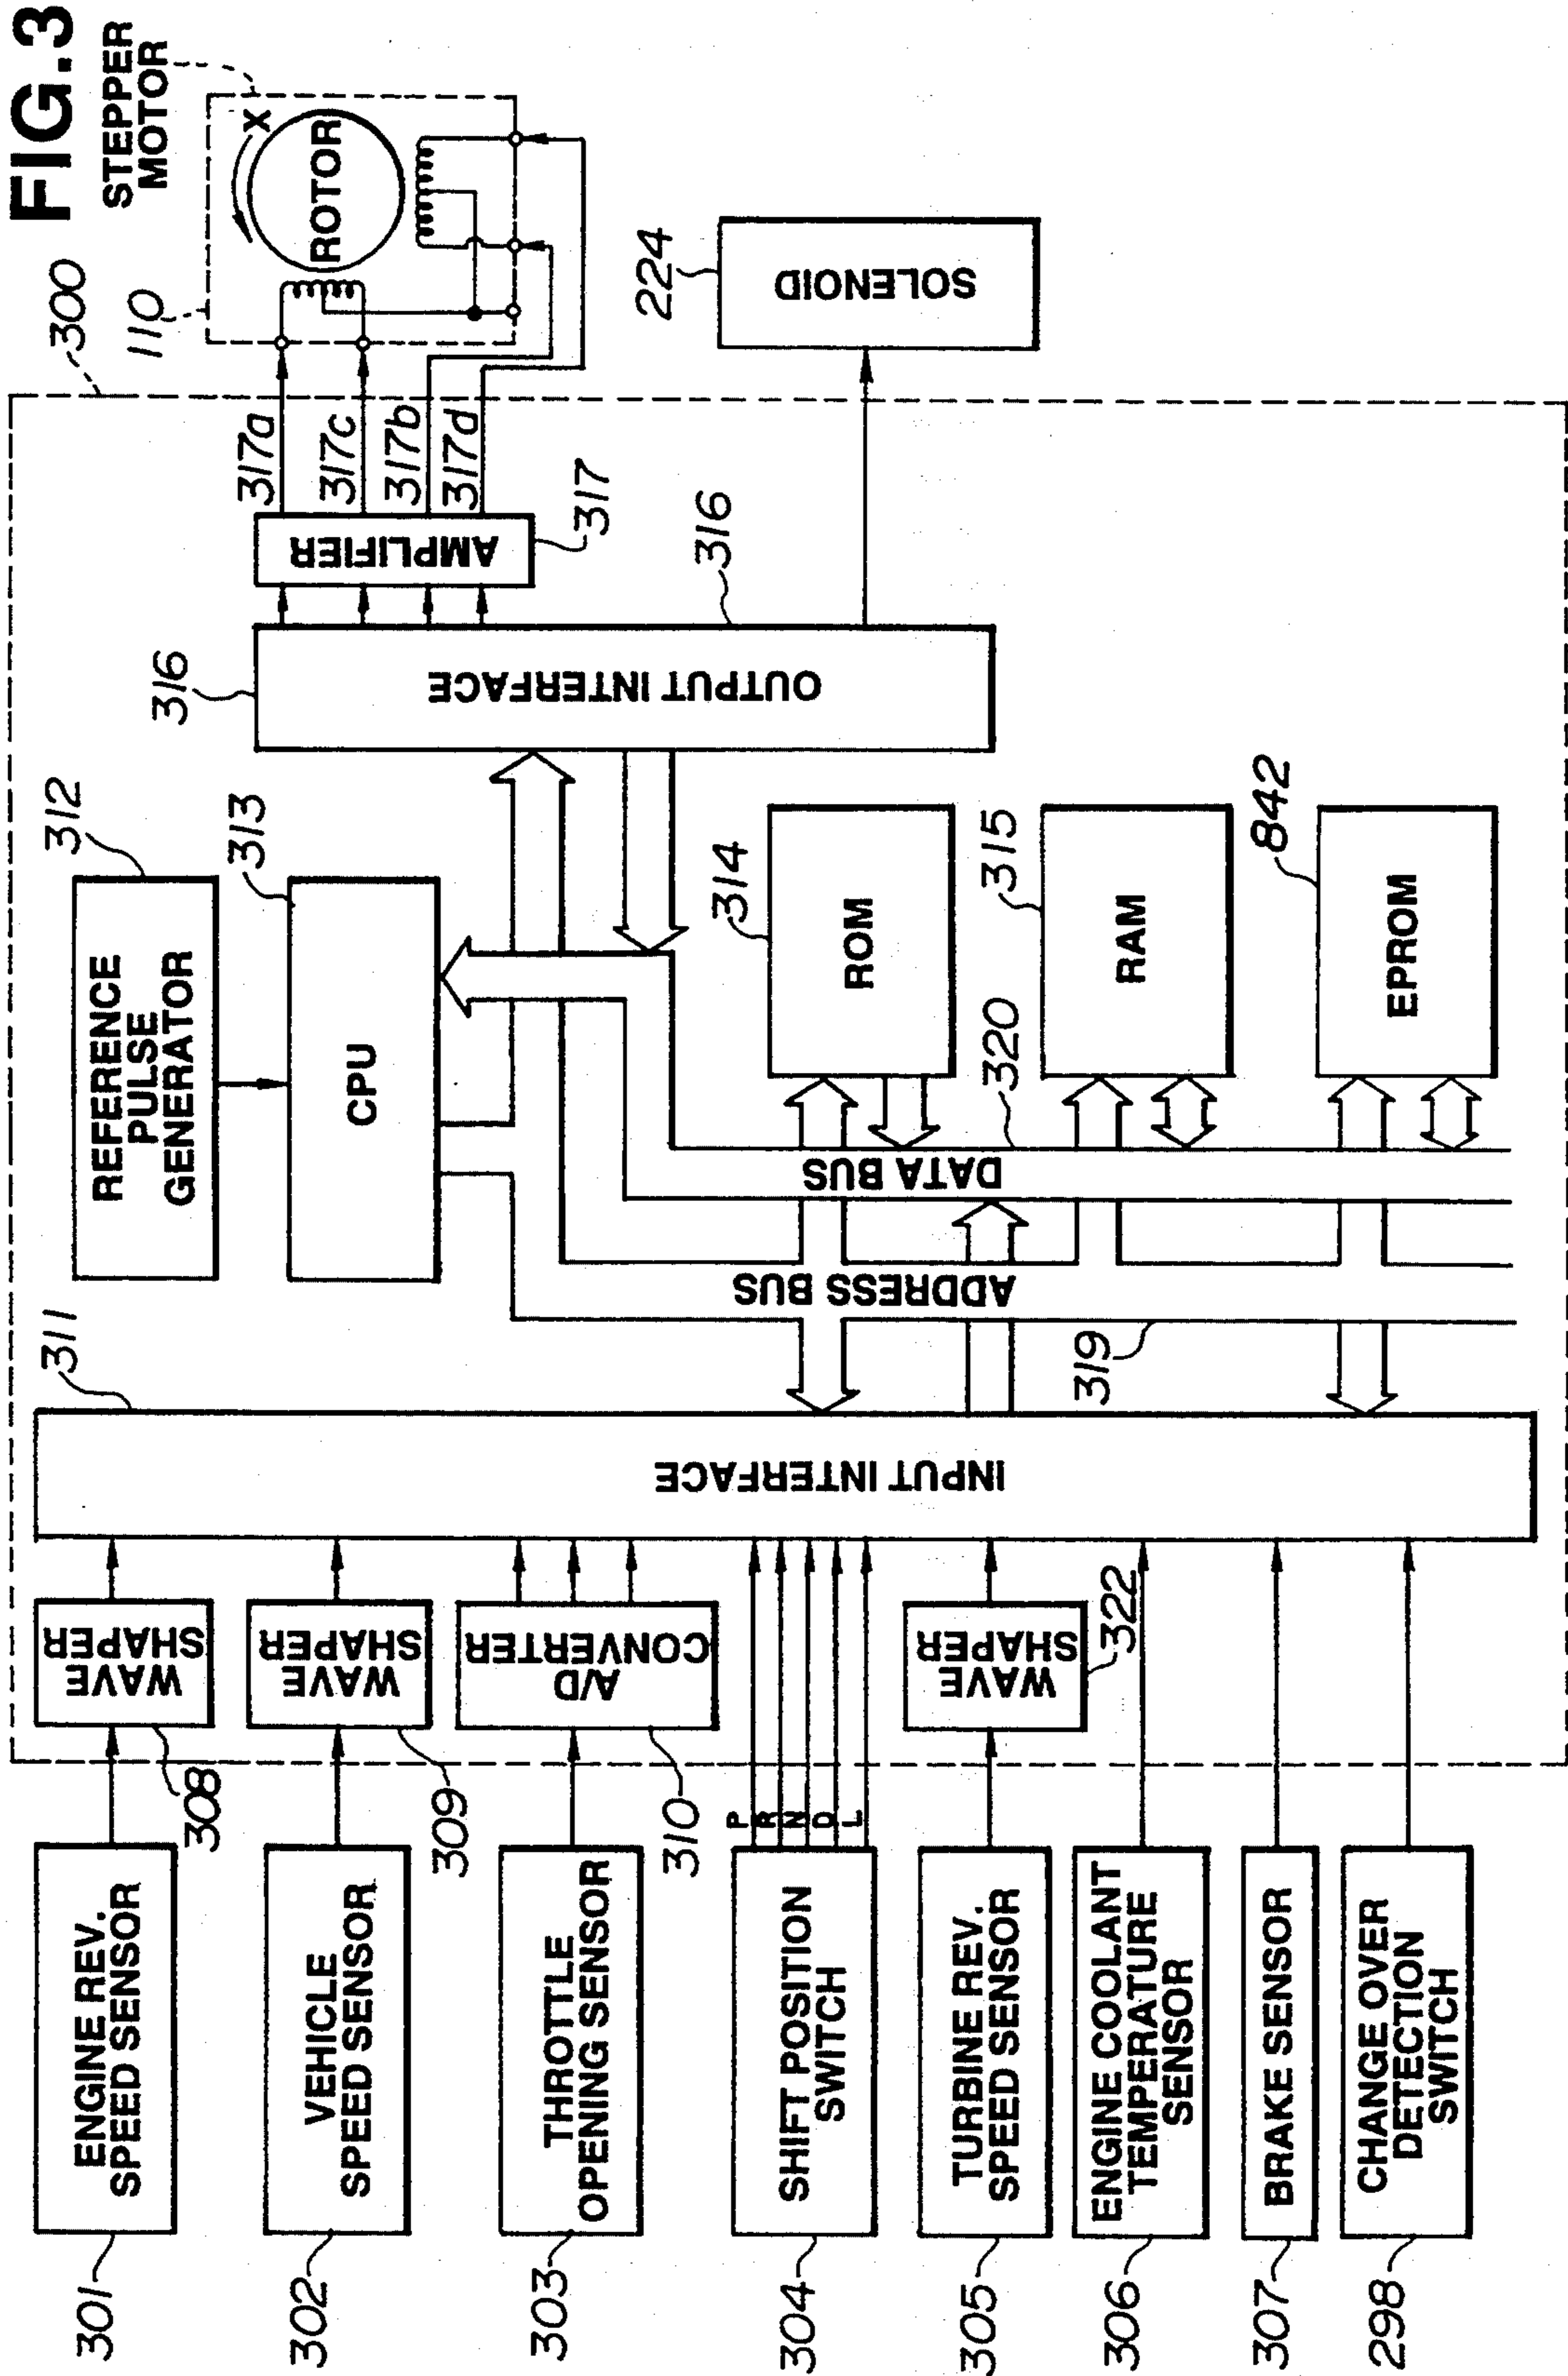 FIG.3
STEPPER
MOTOR
X
ROTOR
110
300
317a
317c
317b
317d
AMPLIFIER
317
224
SOLENOID
316
OUTPUT INTERFACE
316
312
REFERENCE
PULSE
GENERATOR
313
CPU
314
ROM
315
RAM
842
EPROM
320
DATA BUS
ADDRESS BUS
319
311
INPUT INTERFACE
WAVE
SHAPER
308
WAVE
SHAPER
309
A/D
CONVERTER
310
P
R
N
D
L
WAVE
SHAPER
322
ENGINE REV.
SPEED SENSOR
301
VEHICLE
SPEED SENSOR
302
THROTTLE
OPENING SENSOR
303
SHIFT POSITION
SWITCH
304
TURBINE REV.
SPEED SENSOR
305
ENGINE COOLANT
TEMPERATURE
SENSOR
306
BRAKE SENSOR
307
CHANGE OVER
DETECTION
SWITCH
298